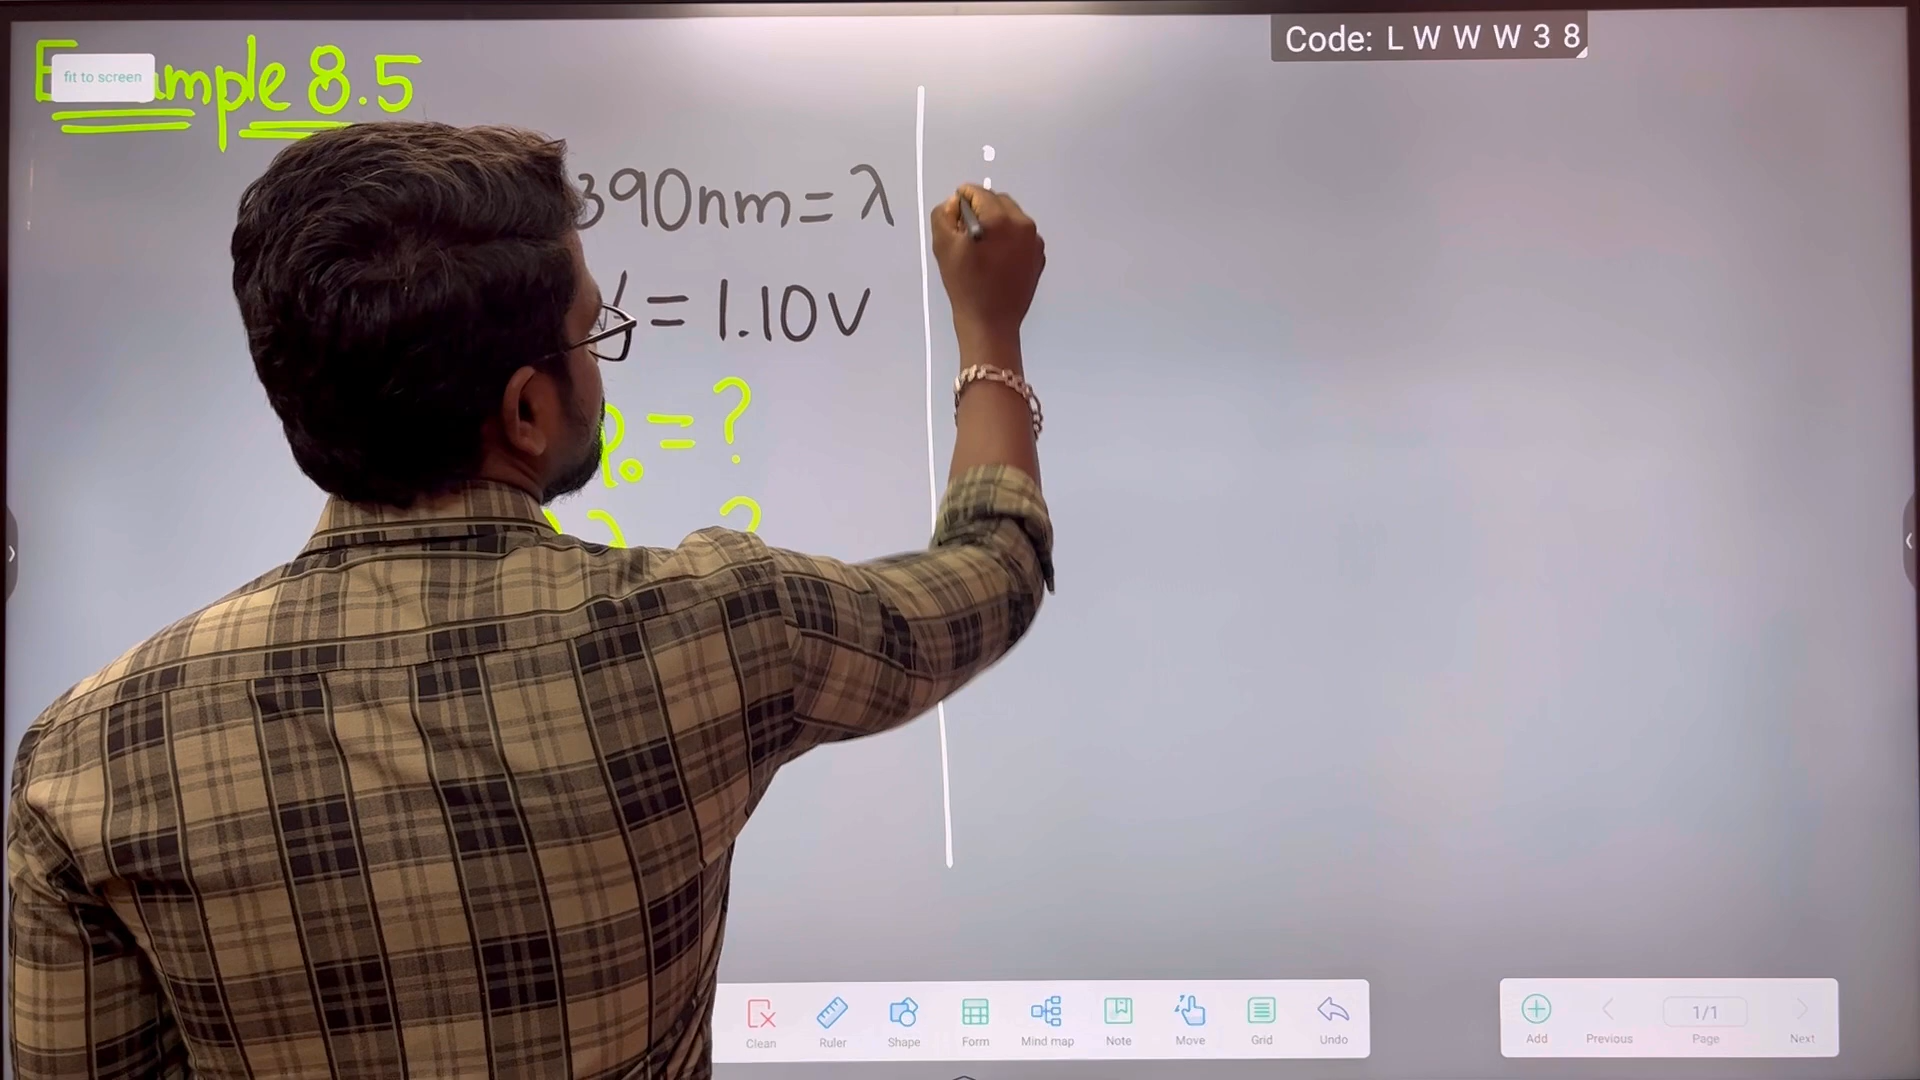 Code: L W W W 3 8
fit to screen
8.5
390nm = λ
= 1.10V
= ?
?
Clean
Ruler
Shape
Form
Mind map
Note
Move
Grid
Undo
Add
Previous
1/1
Page
Next